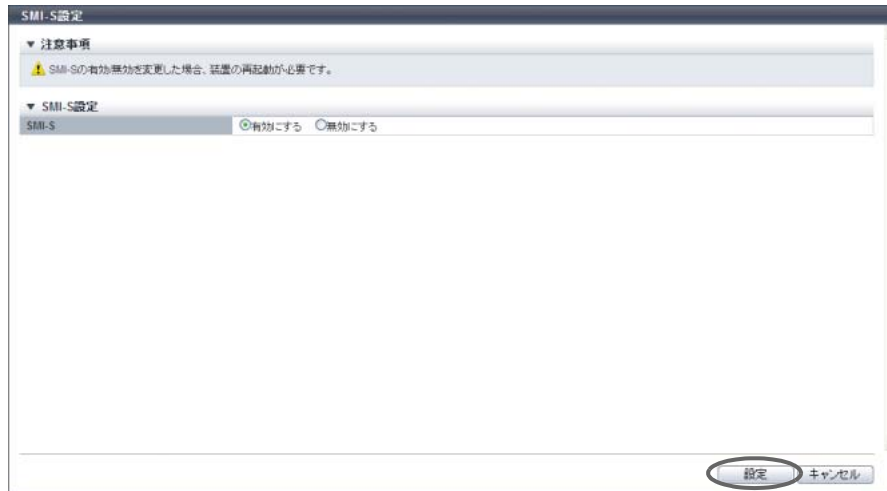 SMI-S設定
▼ 注意事項
SMI-Sの有効/無効を変更した場合、装置の再起動が必要です。
▼ SMI-S設定
SMI-S 有効にする 無効にする
設定 キャンセル